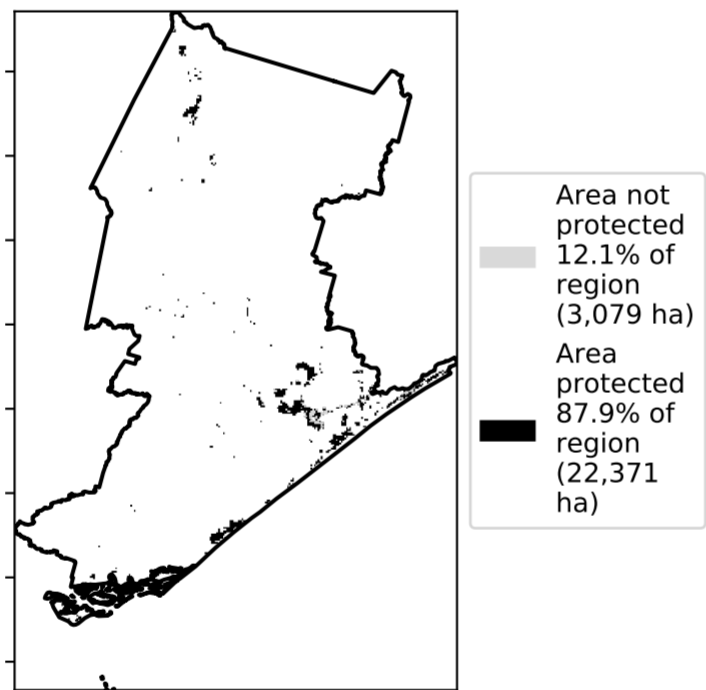 Area not
protected
12.1% of
region
(3,079 ha)
Area
protected
87.9% of
region
(22,371
ha)